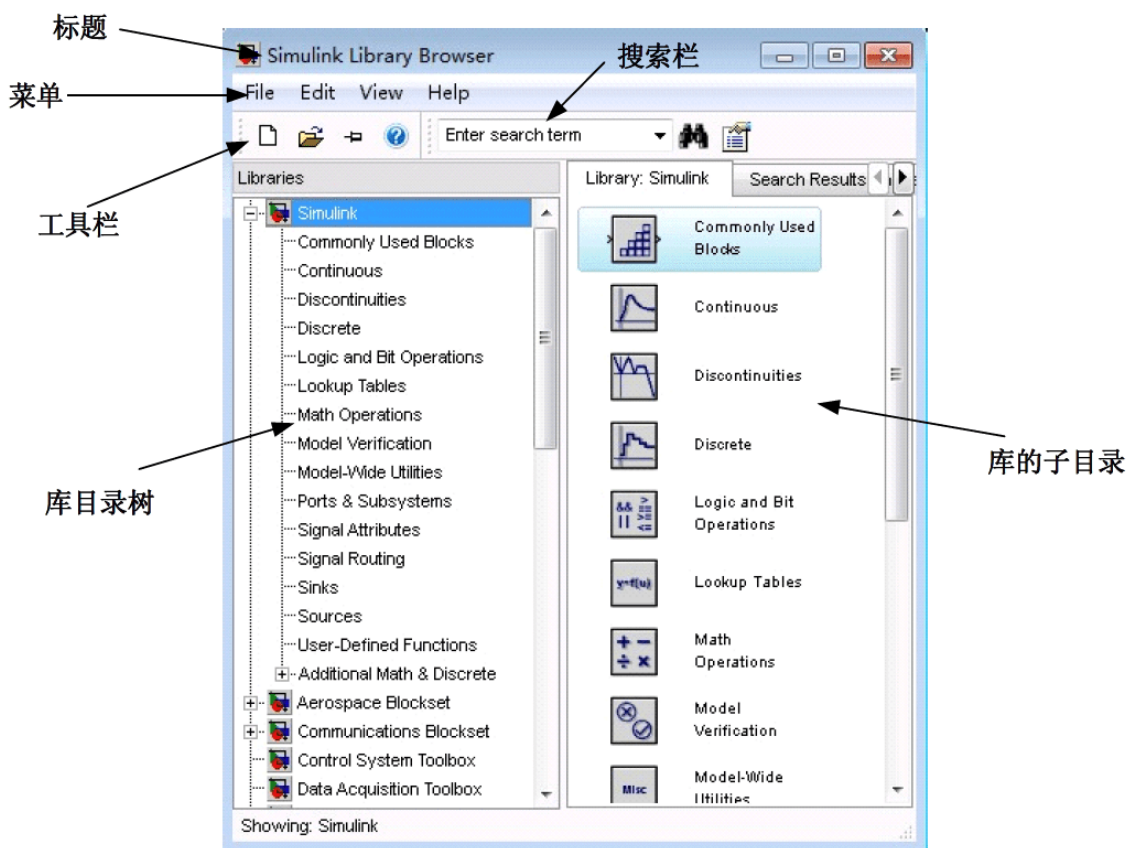 标题
Simulink Library Browser
搜索栏
菜单
File Edit View Help
Enter search term
工具栏
Libraries
Simulink
Commonly Used Blocks
Continuous
Discontinuities
Discrete
Logic and Bit Operations
Lookup Tables
Math Operations
Model Verification
Model-Wide Utilities
Ports & Subsystems
Signal Attributes
Signal Routing
Sinks
Sources
User-Defined Functions
Additional Math & Discrete
Aerospace Blockset
Communications Blockset
Control System Toolbox
Data Acquisition Toolbox
库目录树
Library: Simulink Search Results
Commonly Used
Blocks
Continuous
Discontinuities
Discrete
&& > >=
|| >= <=
Logic and Bit
Operations
y=f(u)
Lookup Tables
+ −
÷ ×
Math
Operations
Model
Verification
Misc
Model-Wide
Utilities
库的子目录
Showing: Simulink